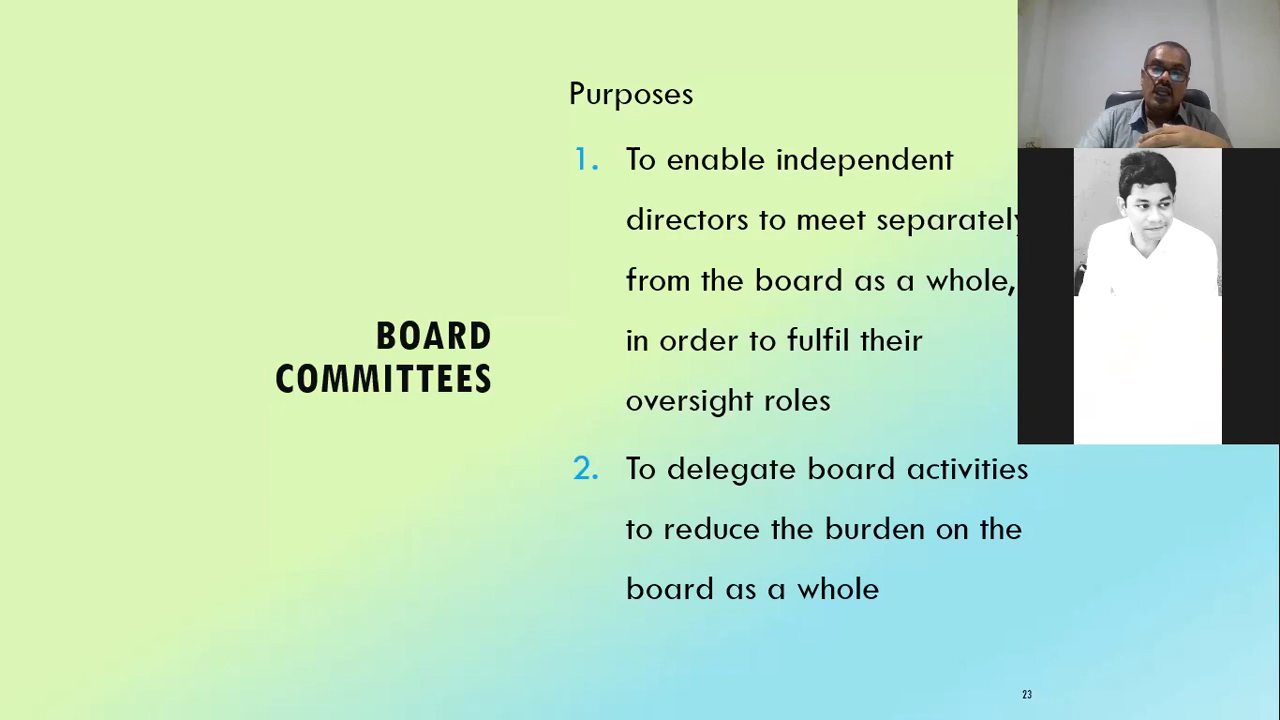 BOARD
COMMITTEES
Purposes
1. To enable independent
directors to meet separately
from the board as a whole,
in order to fulfil their
oversight roles
2. To delegate board activities
to reduce the burden on the
board as a whole
23